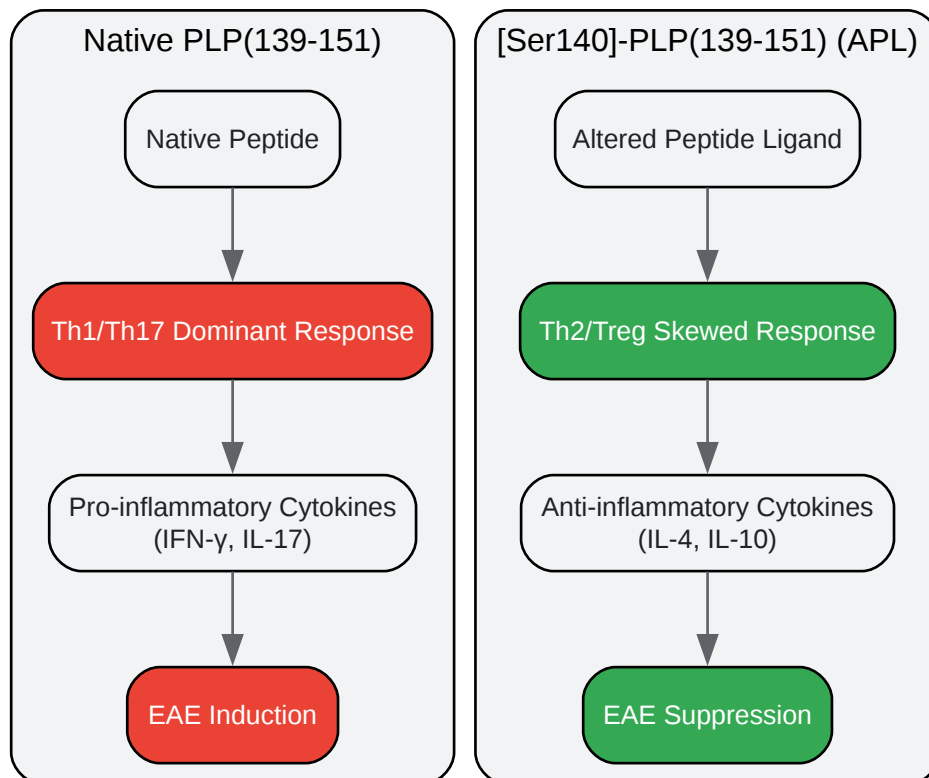 Native PLP(139-151)
Native Peptide
Th1/Th17 Dominant Response
Pro-inflammatory Cytokines
(IFN-γ, IL-17)
EAE Induction
[Ser140]-PLP(139-151) (APL)
Altered Peptide Ligand
Th2/Treg Skewed Response
Anti-inflammatory Cytokines
(IL-4, IL-10)
EAE Suppression